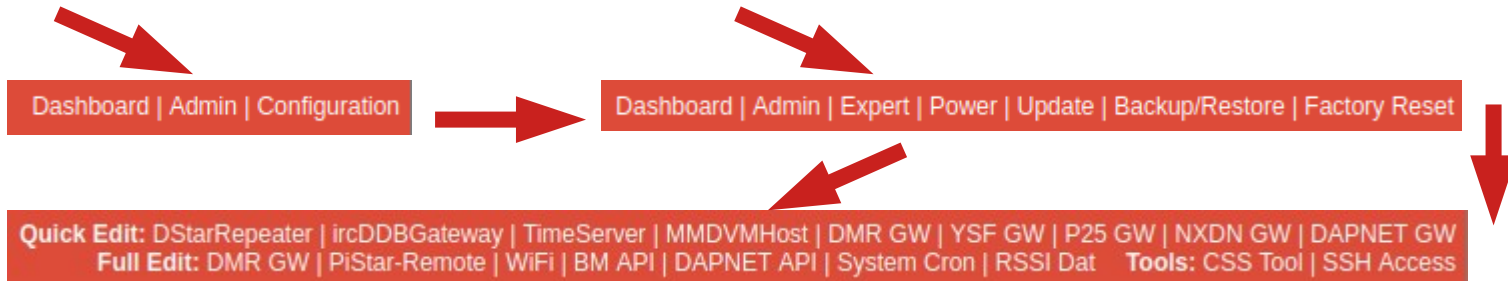 Dashboard | Admin | Configuration
Dashboard | Admin | Expert | Power | Update | Backup/Restore | Factory Reset
Quick Edit: DStarRepeater | ircDDBGateway | TimeServer | MMDVMHost | DMR GW | YSF GW | P25 GW | NXDN GW | DAPNET GW
Full Edit: DMR GW | PiStar-Remote | WiFi | BM API | DAPNET API | System Cron | RSSI Dat Tools: CSS Tool | SSH Access